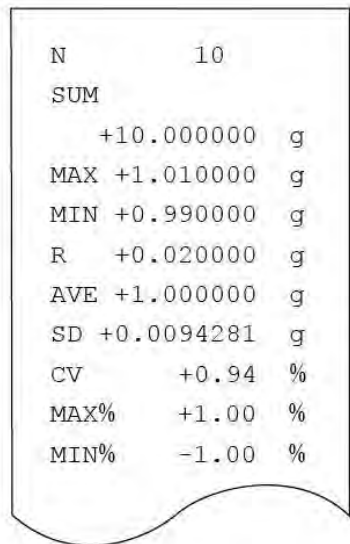 N 10
SUM
+10.000000 g
MAX +1.010000 g
MIN +0.990000 g
R +0.020000 g
AVE +1.000000 g
SD +0.0094281 g
CV +0.94 %
MAX% +1.00 %
MIN% -1.00 %